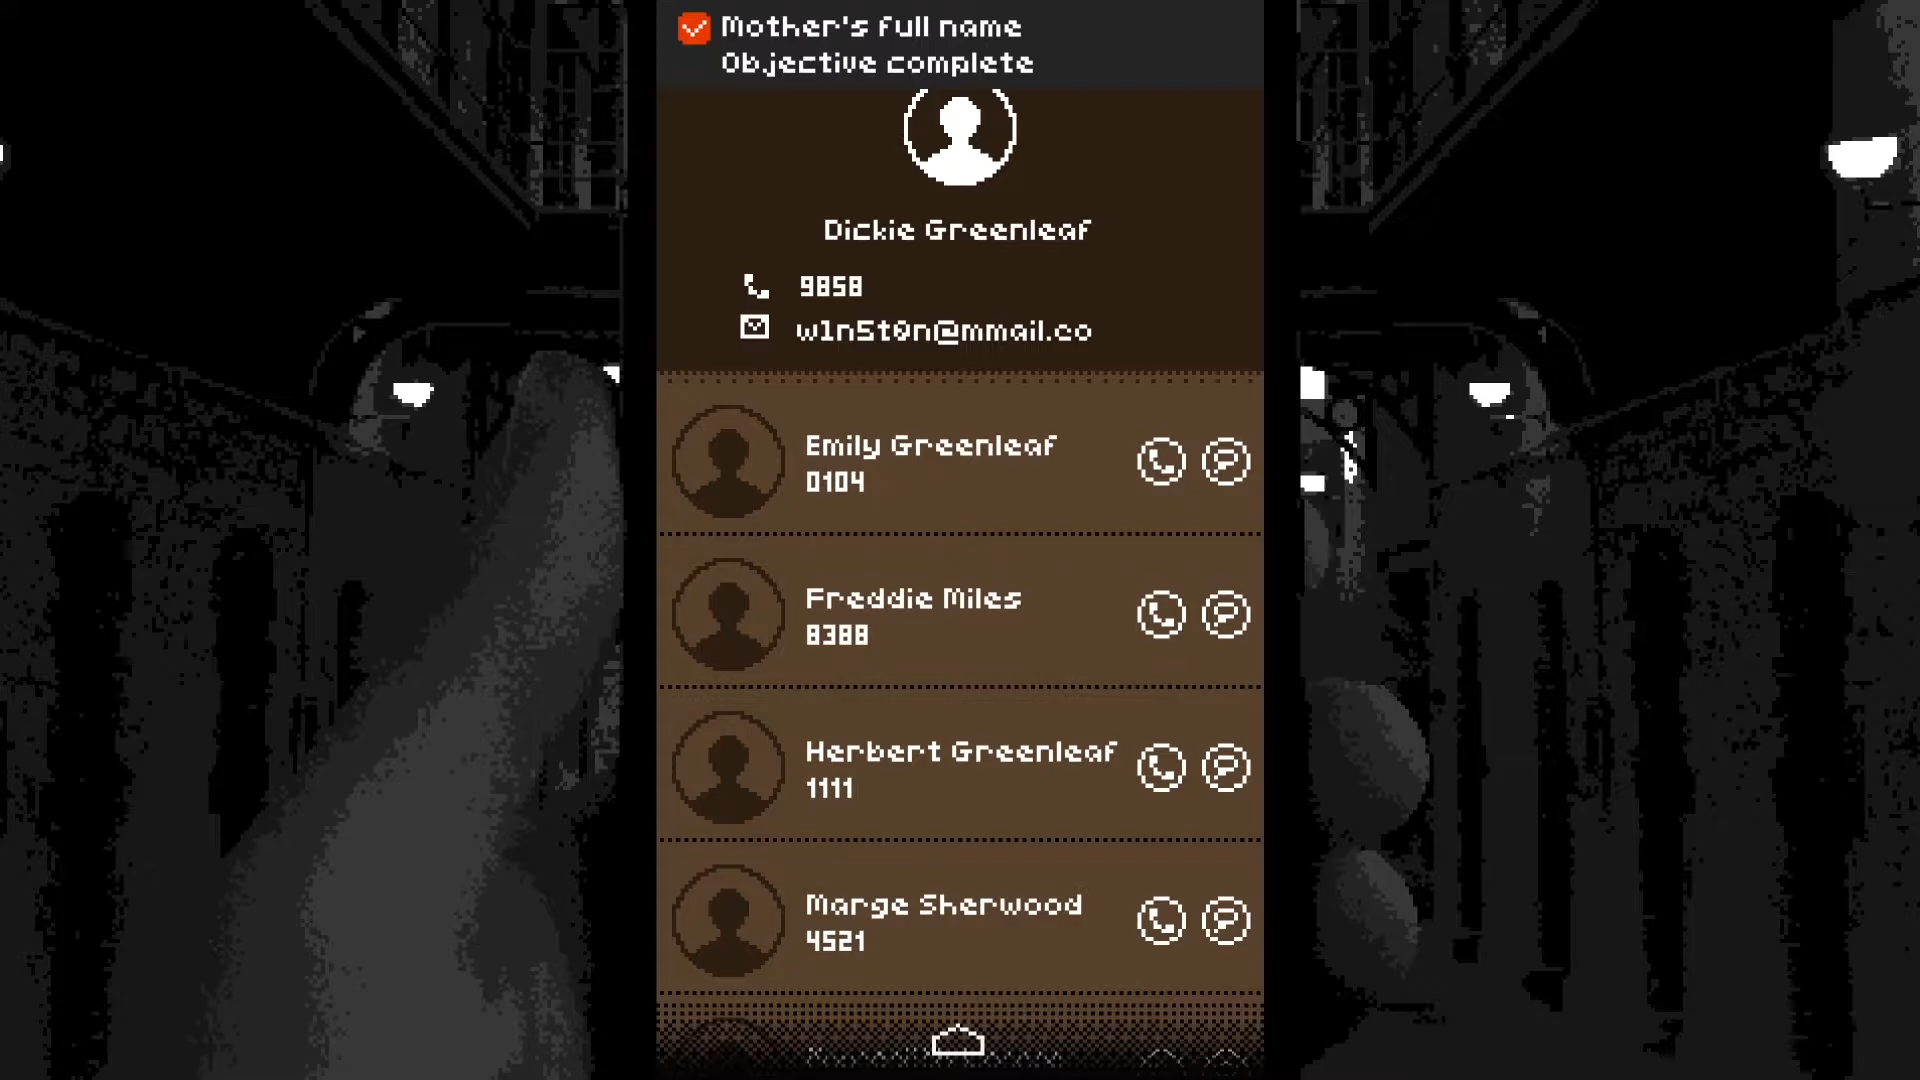 Mother's full name
Objective complete
Dickie Greenleaf
9858
w1n5t0n@mmail.co
Emily Greenleaf
0104
Freddie Miles
8388
Herbert Greenleaf
1111
Marge Sherwood
4521